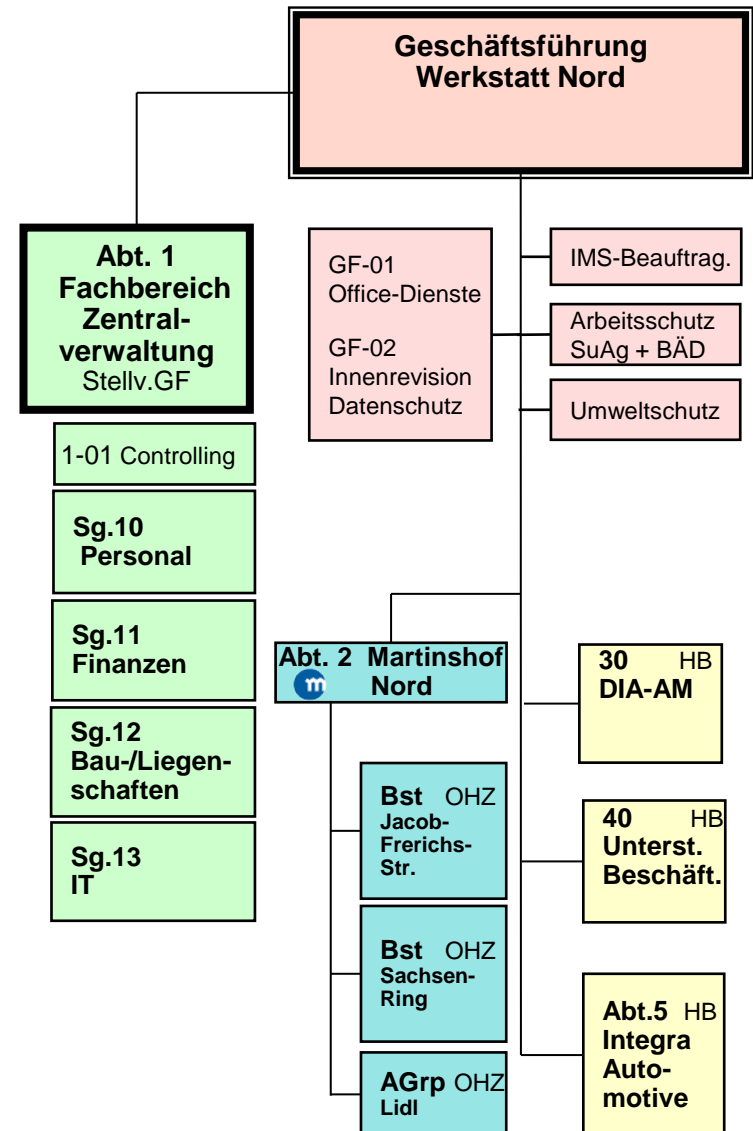 Geschäftsführung
Werkstatt Nord
Abt. 1
Fachbereich
Zentral-
verwaltung
Stellv.GF
GF-01
Office-Dienste
GF-02
Innenrevision
Datenschutz
IMS-Beauftrag.
Arbeitsschutz
SuAg + BÄD
Umweltschutz
1-01 Controlling
Sg.10
Personal
Sg.11
Finanzen
Sg.12
Bau-/Liegen-
schaften
Sg.13
IT
Abt. 2 Martinshof
m Nord
Bst OHZ
Jacob-
Frerichs-
Str.
Bst OHZ
Sachsen-
Ring
AGrp OHZ
Lidl
30 HB
DIA-AM
40 HB
Unterst.
Beschäft.
Abt.5 HB
Integra
Auto-
motive